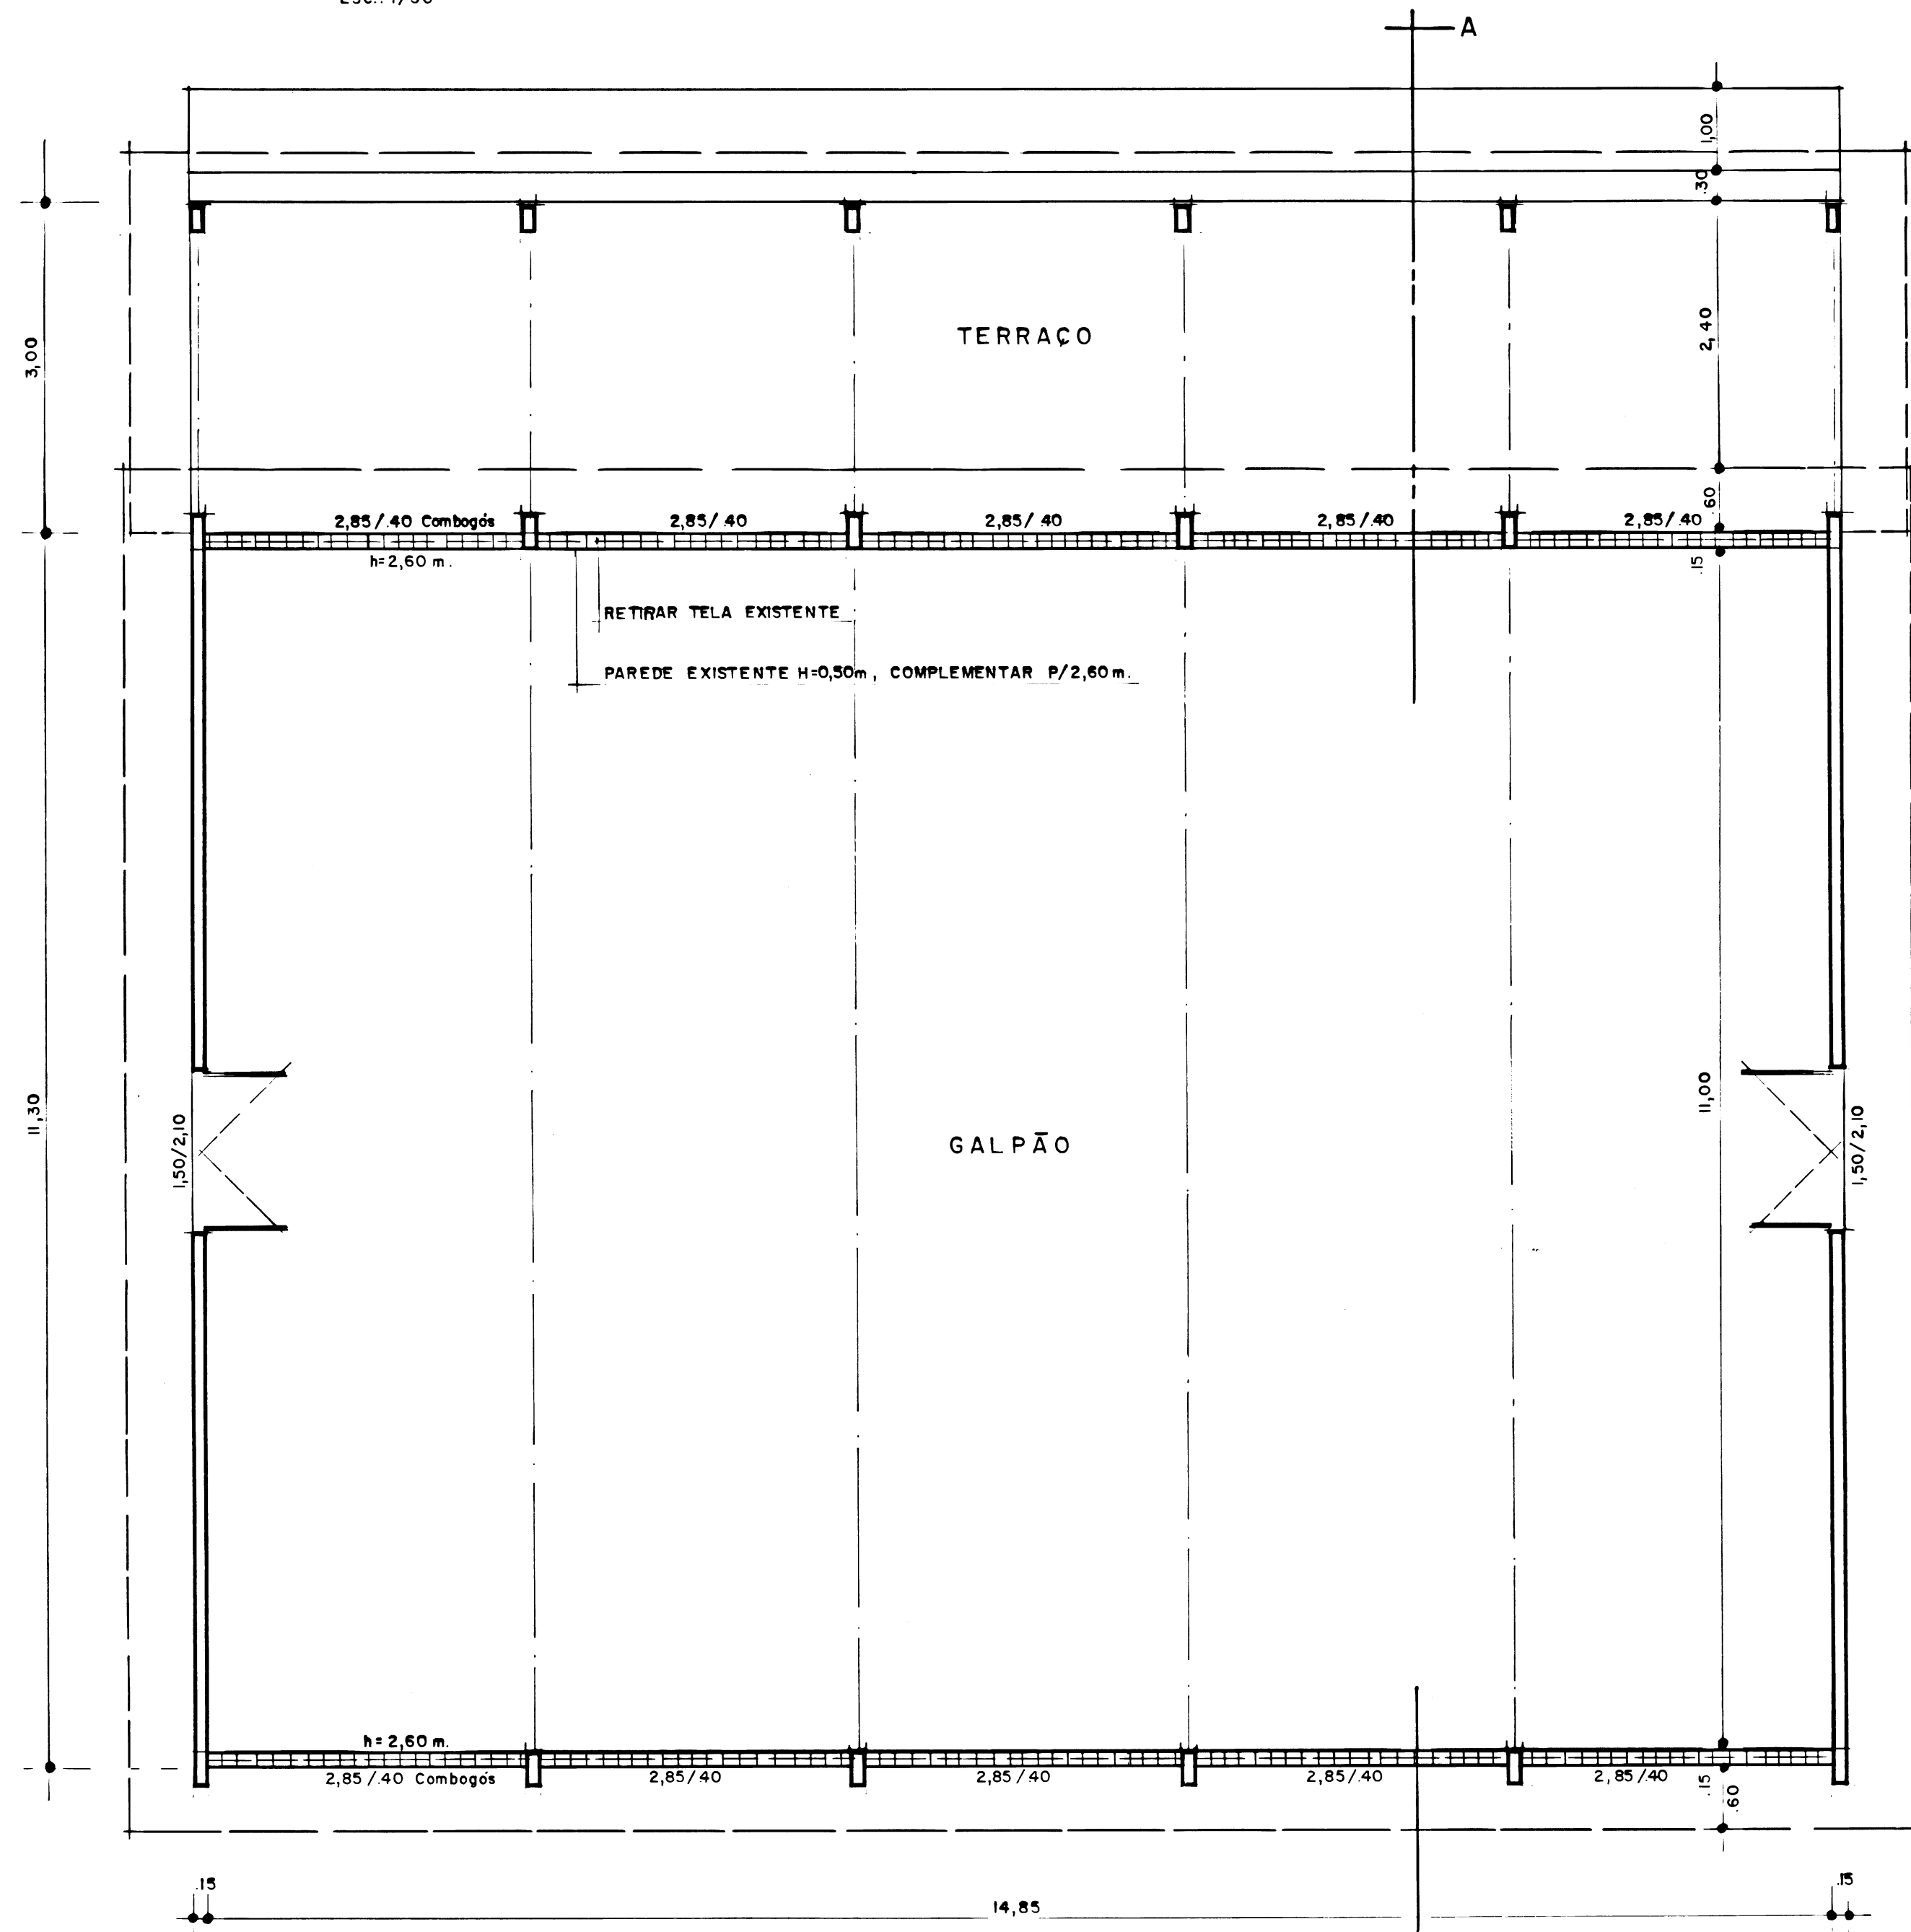 A
1,00
.30
3,00
2,40
TERRAÇO
.60
2,85/.40 Combogós
2,85/.40
2,85/.40
2,85/.40
2,85/.40
h=2,60 m.
.15
RETIRAR TELA EXISTENTE
PAREDE EXISTENTE H=0,50m, COMPLEMENTAR P/2,60m.
11,30
1,50/2,10
GALPÃO
11,00
1,50/2,10
h=2,60 m.
2,85/.40 Combogós
2,85/.40
2,85/.40
2,85/.40
2,85/.40
.15
.60
.15
14,85
.15